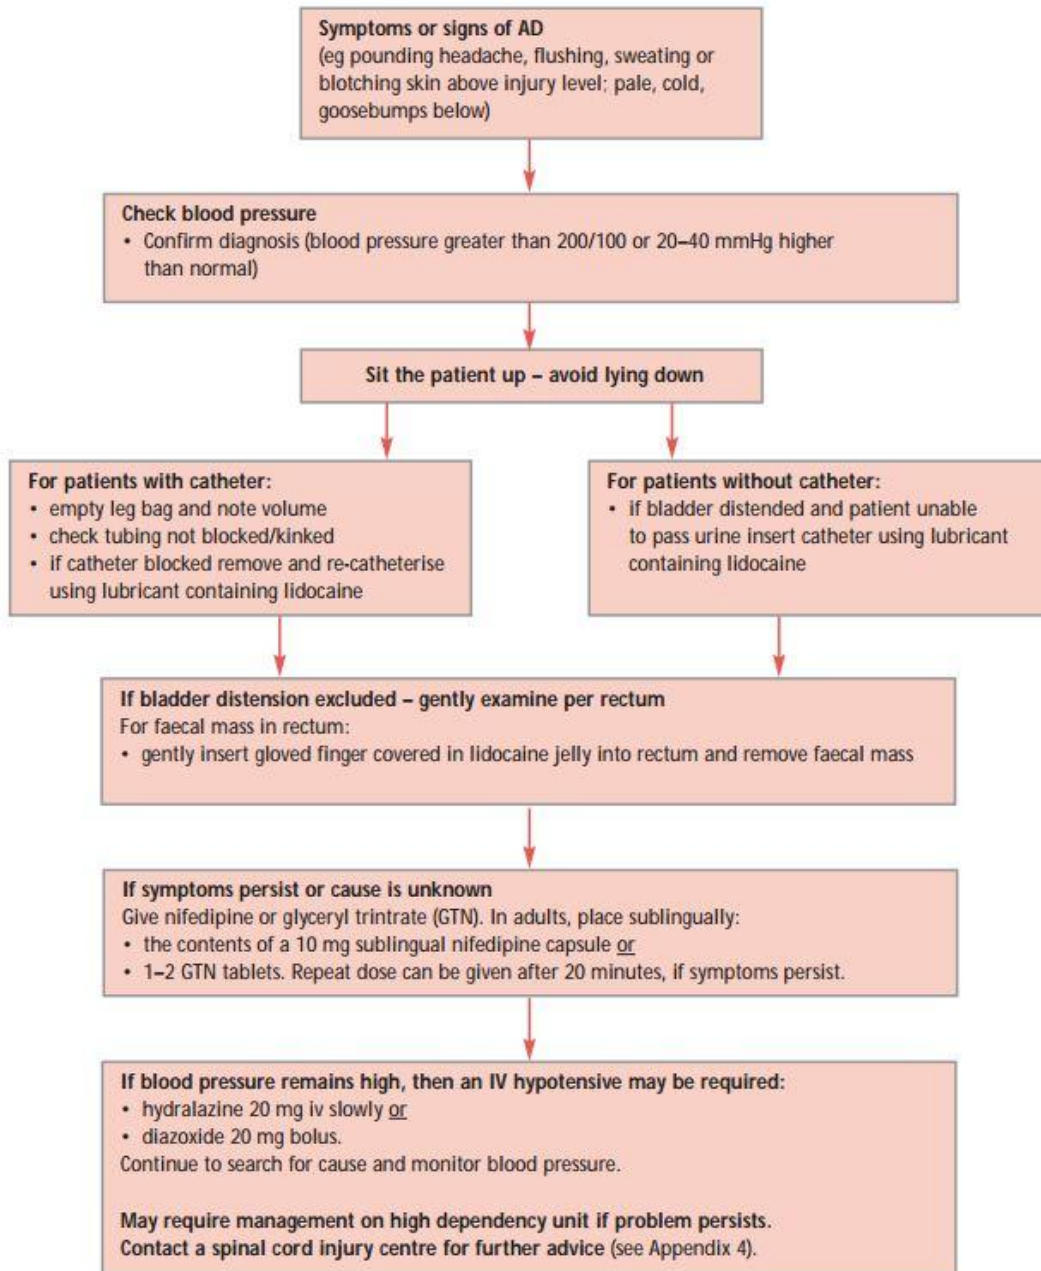 Symptoms or signs of AD
(eg pounding headache, flushing, sweating or
blotching skin above injury level; pale, cold,
goosebumps below)
Check blood pressure
• Confirm diagnosis (blood pressure greater than 200/100 or 20–40 mmHg higher
than normal)
Sit the patient up – avoid lying down
For patients with catheter:
• empty leg bag and note volume
• check tubing not blocked/kinked
• if catheter blocked remove and re-catheterise
using lubricant containing lidocaine
For patients without catheter:
• if bladder distended and patient unable
to pass urine insert catheter using lubricant
containing lidocaine
If bladder distension excluded – gently examine per rectum
For faecal mass in rectum:
• gently insert gloved finger covered in lidocaine jelly into rectum and remove faecal mass
If symptoms persist or cause is unknown
Give nifedipine or glyceryl trintrate (GTN). In adults, place sublingually:
• the contents of a 10 mg sublingual nifedipine capsule or
• 1–2 GTN tablets. Repeat dose can be given after 20 minutes, if symptoms persist.
If blood pressure remains high, then an IV hypotensive may be required:
• hydralazine 20 mg iv slowly or
• diazoxide 20 mg bolus.
Continue to search for cause and monitor blood pressure.
May require management on high dependency unit if problem persists.
Contact a spinal cord injury centre for further advice (see Appendix 4).